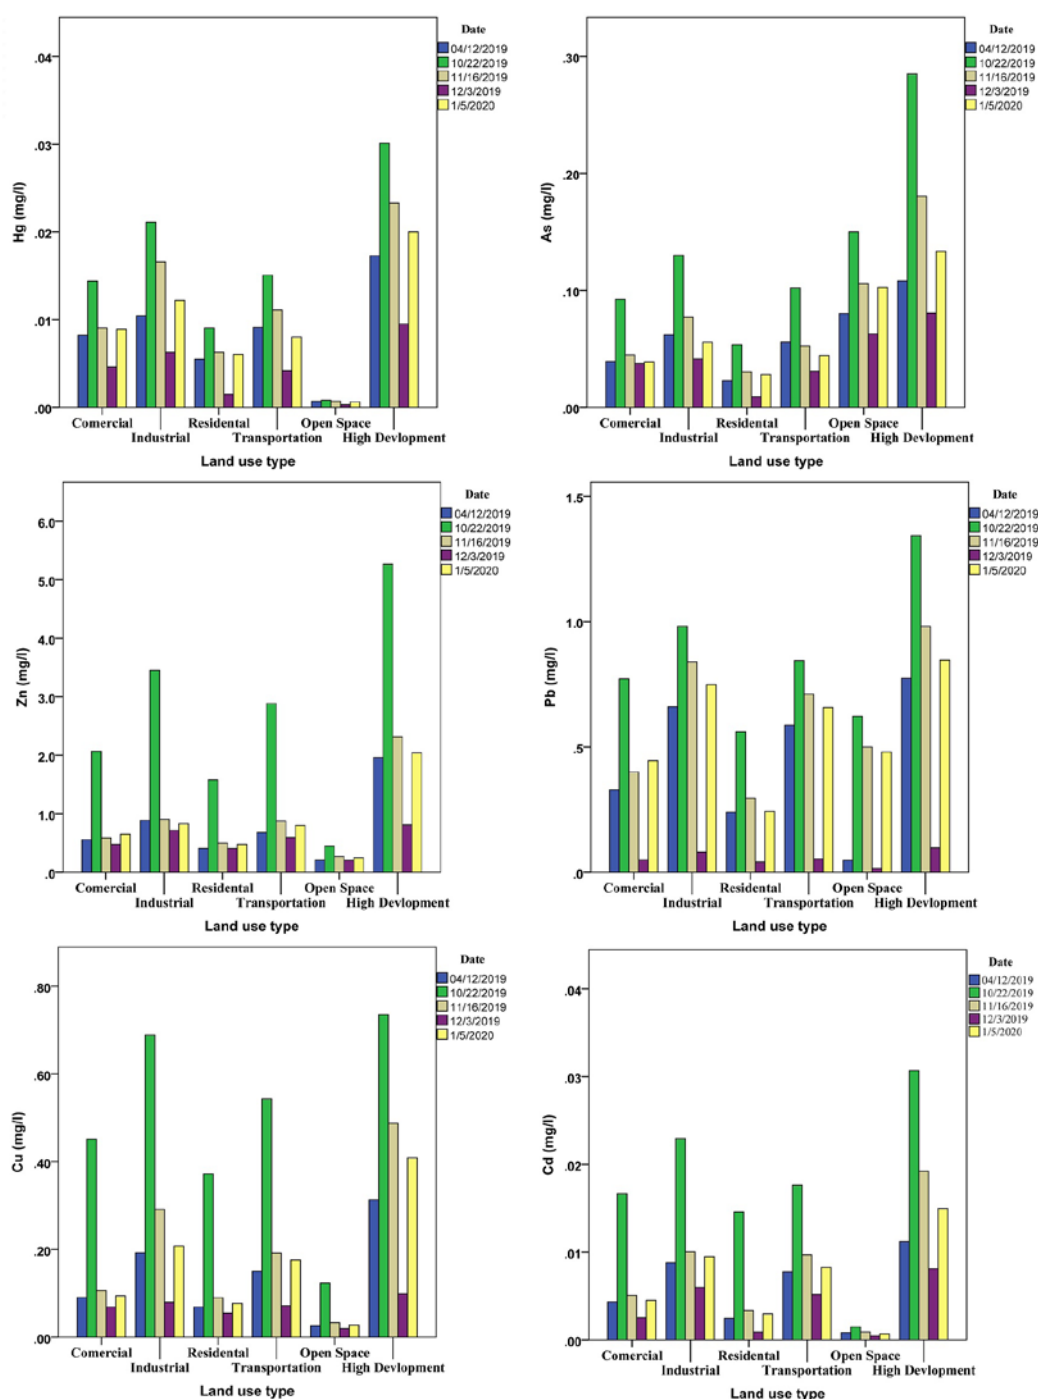 Date
04/12/2019
10/22/2019
11/16/2019
12/3/2019
1/5/2020
.04
.03
.02
.01
.00
Hg (mg/l)
Comercial
Residental
Open Space
Industrial
Transportation
High Devlopment
Land use type
Date
04/12/2019
10/22/2019
11/16/2019
12/3/2019
1/5/2020
.30
.20
.10
.00
As (mg/l)
Comercial
Residental
Open Space
Industrial
Transportation
High Devlopment
Land use type
Date
04/12/2019
10/22/2019
11/16/2019
12/3/2019
1/5/2020
6.0
5.0
4.0
3.0
2.0
1.0
.0
Zn (mg/l)
Comercial
Residental
Open Space
Industrial
Transportation
High Devlopment
Land use type
Date
04/12/2019
10/22/2019
11/16/2019
12/3/2019
1/5/2020
1.5
1.0
.5
.0
Pb (mg/l)
Comercial
Residental
Open Space
Industrial
Transportation
High Devlopment
Land use type
Date
04/12/2019
10/22/2019
11/16/2019
12/3/2019
1/5/2020
.80
.60
.40
.20
.00
Cu (mg/l)
Comercial
Residental
Open Space
Industrial
Transportation
High Devlopment
Land use type
Date
04/12/2019
10/22/2019
11/16/2019
12/3/2019
1/5/2020
.04
.03
.02
.01
.00
Cd (mg/l)
Comercial
Residental
Open Space
Industrial
Transportation
High Devlopment
Land use type